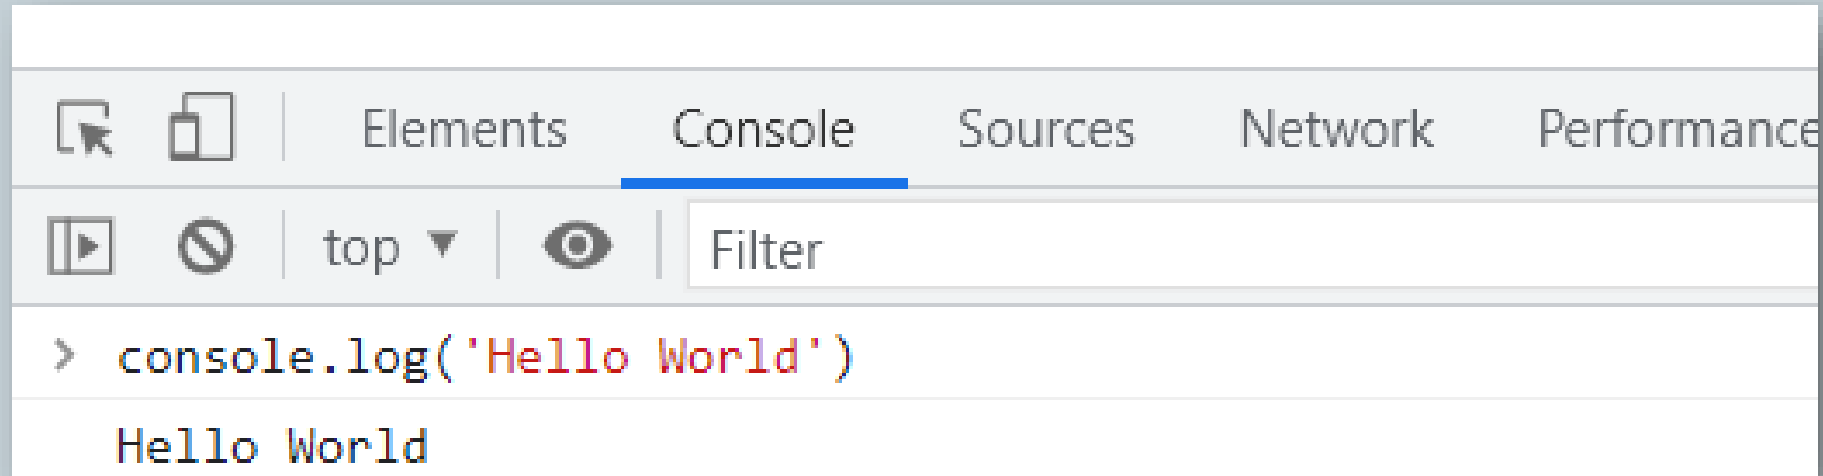 Elements Console Sources Network Performance
top Filter
console.log('Hello World')
Hello World